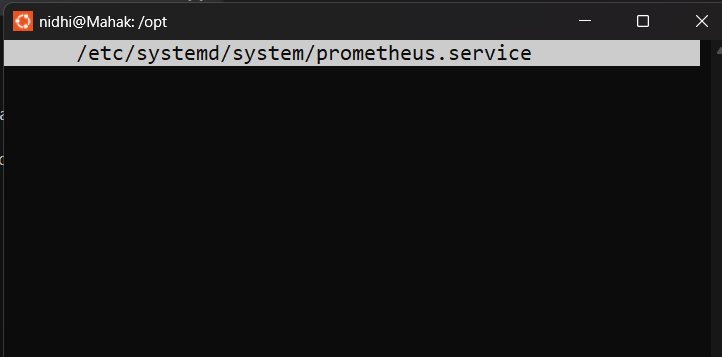 nidhi@Mahak: /opt
/etc/systemd/system/prometheus.service